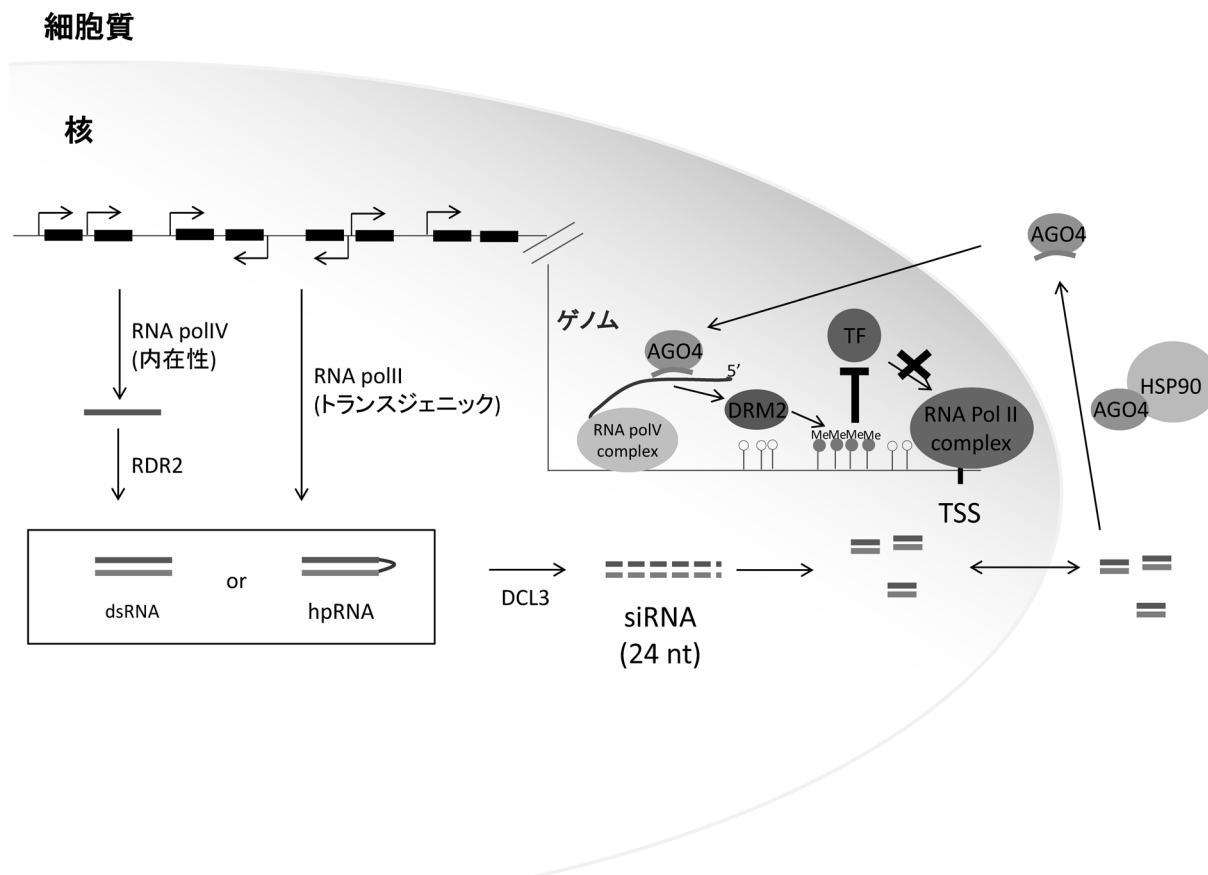 細胞質
核
RNA polIV
(内在性)
RNA polII
(トランスジェニック)
RDR2
dsRNA
or
hpRNA
DCL3
siRNA
(24 nt)
ゲノム
AGO4
5’
RNA polV
complex
DRM2
MeMeMeMe
TF
RNA Pol II
complex
TSS
AGO4
HSP90
AGO4